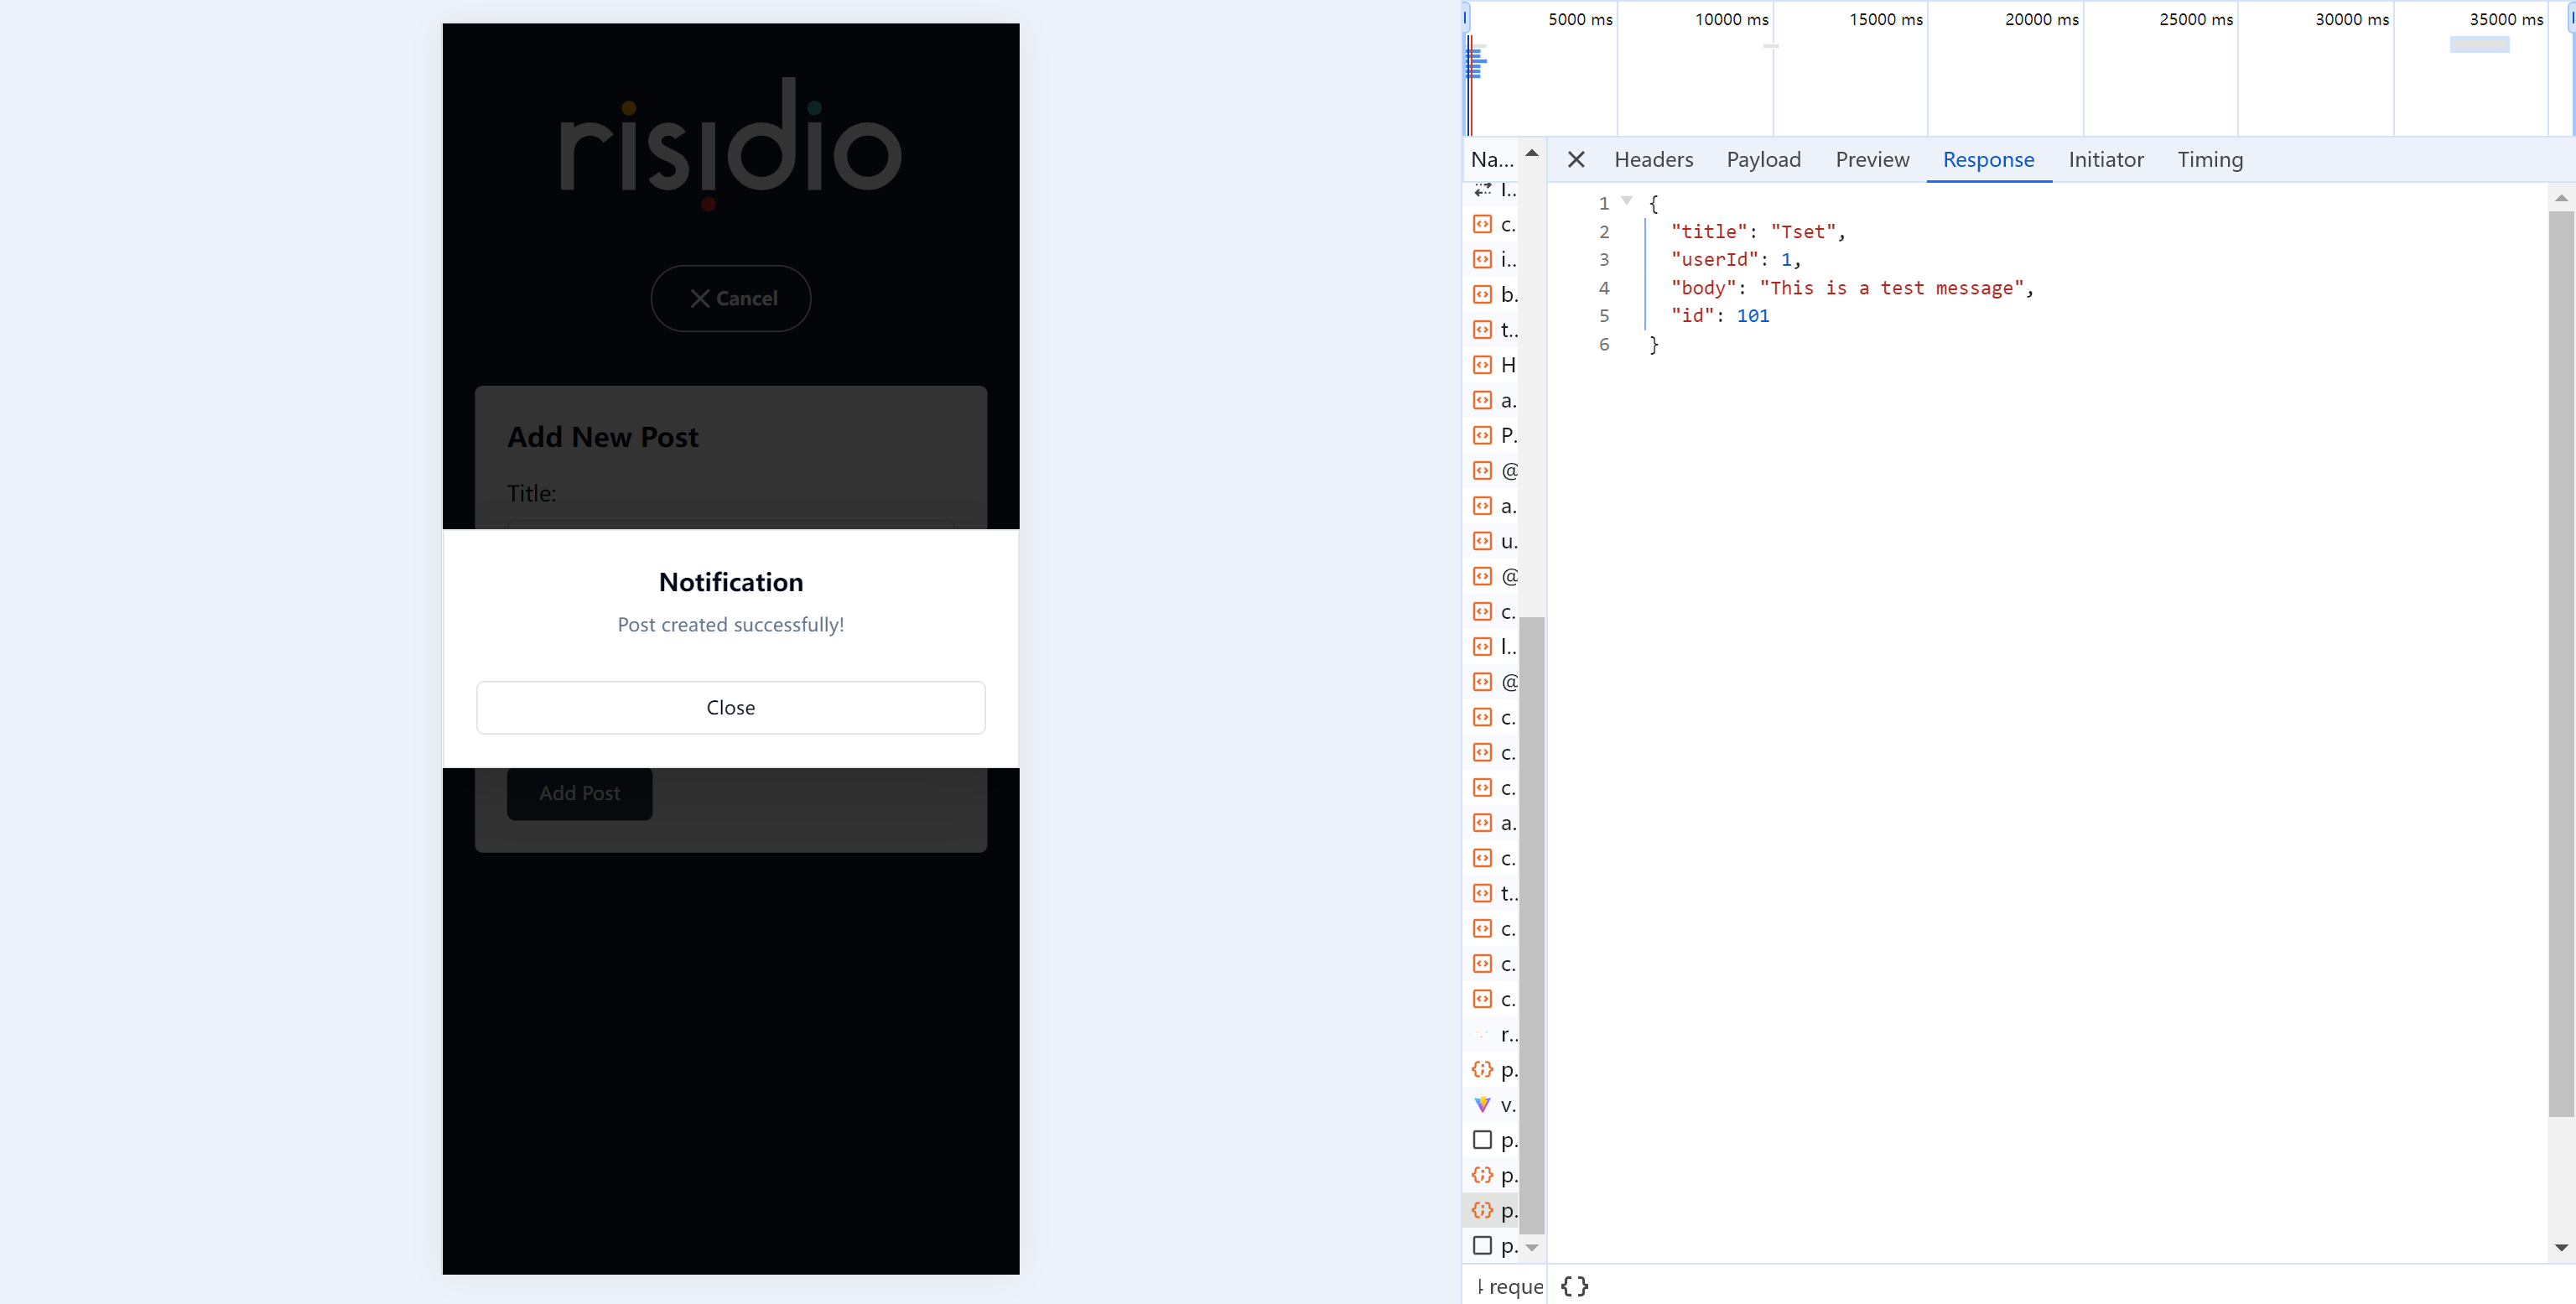 risidio
Cancel
Add New Post
Title:
Notification
Post created successfully!
Close
Add Post
5000 ms
10000 ms
15000 ms
20000 ms
25000 ms
30000 ms
35000 ms
Na...
Headers
Payload
Preview
Response
Initiator
Timing
l..
c.
i..
b.
t..
H
a.
P.
@
a.
u.
@
c.
l..
@
c.
c.
c.
a.
c.
t..
c.
c.
c.
r..
p.
v.
p.
p.
p.
p.
1 {
2 "title": "Tset",
3 "userId": 1,
4 "body": "This is a test message",
5 "id": 101
6 }
reque
{}